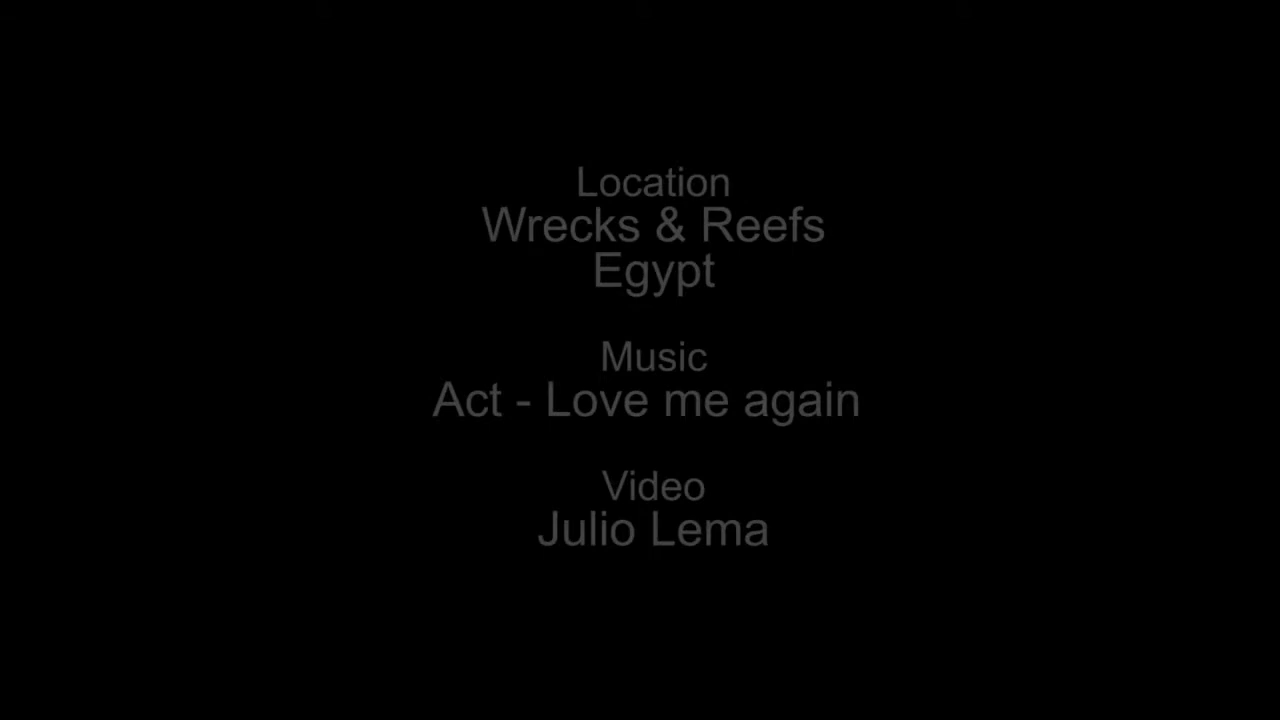 Location
Wrecks & Reefs
Egypt
Music
Act - Love me again
Video
Julio Lema